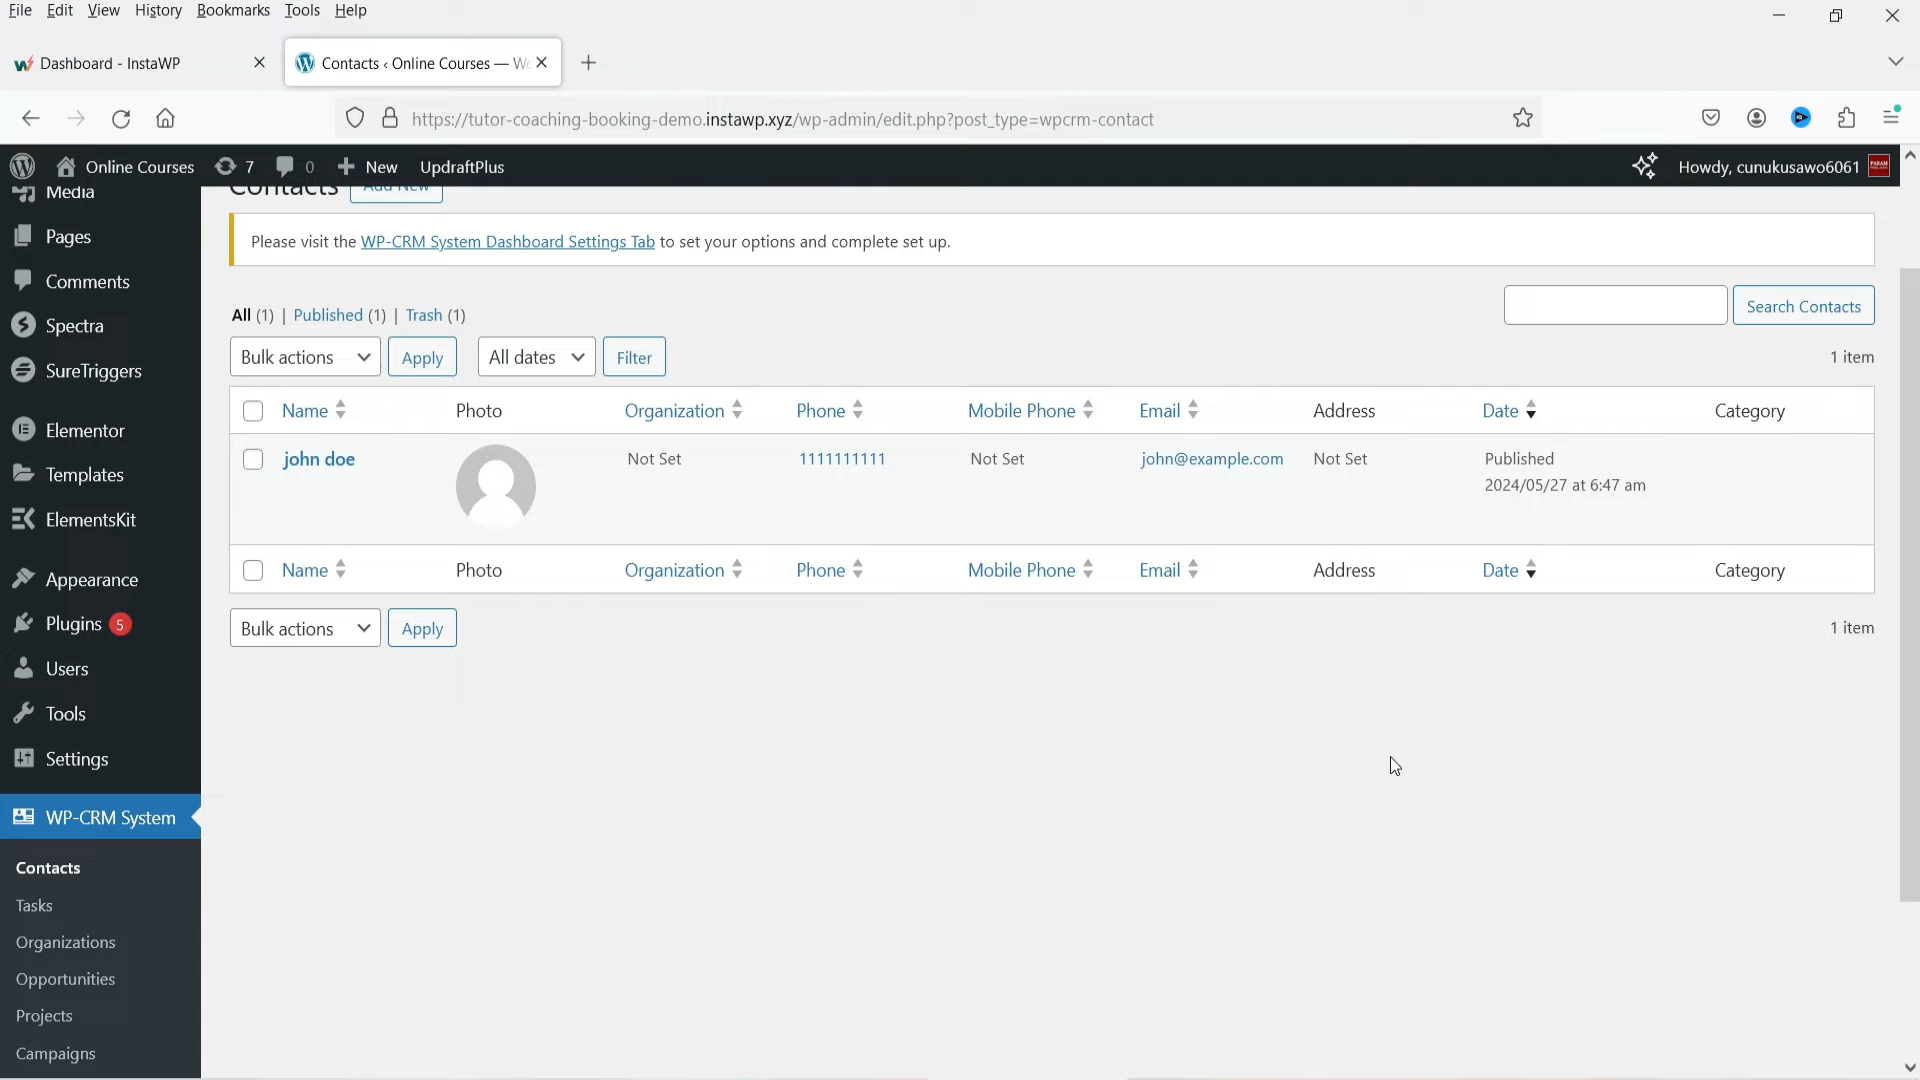 File Edit View History Bookmarks Tools Help
Dashboard - InstaWP
Contacts ‹ Online Courses — Wo
https://tutor-coaching-booking-demo.instawp.xyz/wp-admin/edit.php?post_type=wpcrm-contact
Online Courses 7 0 New UpdraftPlus Howdy, cunukusawo6061
Media
Pages
Comments
Spectra
SureTriggers
Elementor
Templates
ElementsKit
Appearance
Plugins 5
Users
Tools
Settings
WP-CRM System
Contacts
Tasks
Organizations
Opportunities
Projects
Campaigns
Contacts Add New
Please visit the WP-CRM System Dashboard Settings Tab to set your options and complete set up.
All (1) | Published (1) | Trash (1)
Search Contacts
Bulk actions Apply All dates Filter 1 item
Name Photo Organization Phone Mobile Phone Email Address Date Category
john doe Not Set 1111111111 Not Set john@example.com Not Set Published
2024/05/27 at 6:47 am
Name Photo Organization Phone Mobile Phone Email Address Date Category
Bulk actions Apply 1 item